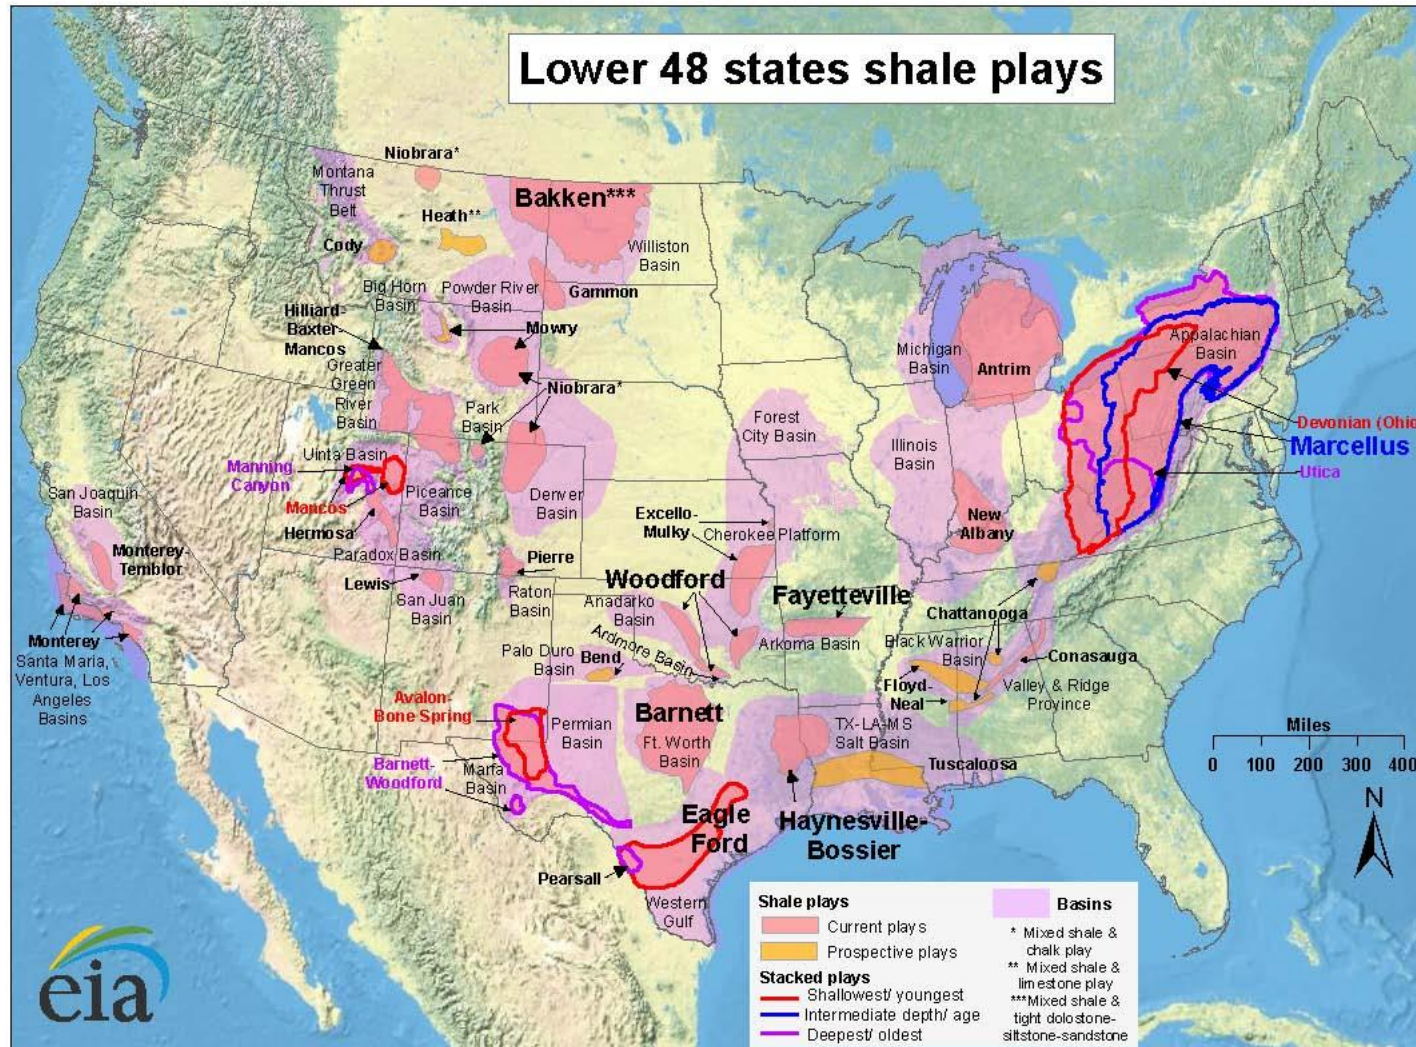 Lower 48 states shale plays
Niobrara*
Montana
Thrust
Belt
Bakken***
Heath**
Cody
Williston
Basin
Big Horn
Basin
Powder River
Basin
Gammon
Hilliard-
Baxter-
Mancos
Mowry
Greater
Green
River
Basin
Niobrara*
Park
Basin
Michigan
Basin
Antrim
Appalachian
Basin
Forest
City Basin
Illinois
Basin
Devonian (Ohio
Marcellus
Utica
Uinta Basin
Manning
Canyon
Mancos
Piceance
Basin
Denver
Basin
San Joaquin
Basin
Hermosa
Paradox Basin
Excello-
Mulky
Cherokee Platform
New
Albany
Monterey-
Temblor
Pierre
Lewis
San Juan
Basin
Raton
Basin
Woodford
Anadarko
Basin
Fayetteville
Arkoma Basin
Chattanooga
Black Warrior
Basin
Conasauga
Monterey
Santa Maria,
Ventura, Los
Angeles
Basins
Palo Duro
Basin
Bend
Ardmore Basin
Floyd-
Neal
Valley & Ridge
Province
Avalon-
Bone Spring
Permian
Basin
Barnett
Ft. Worth
Basin
TX-LA-MS
Salt Basin
Tuscaloosa
Barnett-
Woodford
Marfa
Basin
Eagle
Ford
Haynesville-
Bossier
Pearsall
Western
Gulf
Miles
0 100 200 300 400
N
Shale plays
Current plays
Prospective plays
Stacked plays
Shallowest/ youngest
Intermediate depth/ age
Deepest/ oldest
Basins
* Mixed shale &
chalk play
** Mixed shale &
limestone play
***Mixed shale &
tight dolostone-
siltstone-sandstone
eia